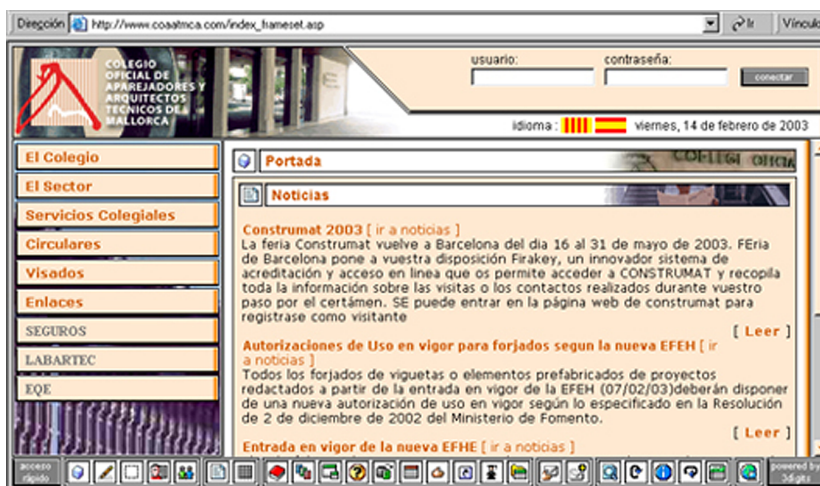 Dirección http://www.coaatmca.com/index_frameset.asp Ir Vínculo
COLEGIO
OFICIAL DE
APAREJADORES Y
ARQUITECTOS
TECNICOS DE
MALLORCA
usuario: contraseña:
conectar
idioma : viernes, 14 de febrero de 2003
El Colegio
El Sector
Servicios Colegiales
Circulares
Visados
Enlaces
SEGUROS
LABARTEC
EQE
Portada
COL·LEGI OFICIA
Noticias
Construmat 2003 [ ir a noticias ]
La feria Construmat vuelve a Barcelona del dia 16 al 31 de mayo de 2003. FEria
de Barcelona pone a vuestra disposición Firakey, un innovador sistema de
acreditación y acceso en linea que os permite acceder a CONSTRUMAT y recopila
toda la información sobre las visitas o los contactos realizados durante vuestro
paso por el certámen. SE puede entrar en la página web de construmat para
registrase como visitante
[ Leer ]
Autorizaciones de Uso en vigor para forjados segun la nueva EFEH [ ir
a noticias ]
Todos los forjados de viguetas o elementos prefabricados de proyectos
redactados a partir de la entrada en vigor de la EFEH (07/02/03)deberán disponer
de una nueva autorización de uso en vigor según lo especificado en la Resolución
de 2 de diciembre de 2002 del Ministerio de Fomento.
[ Leer ]
Entrada en vigor de la nueva EFHE [ ir a noticias ]
acceso
rápido
powered by
3digits